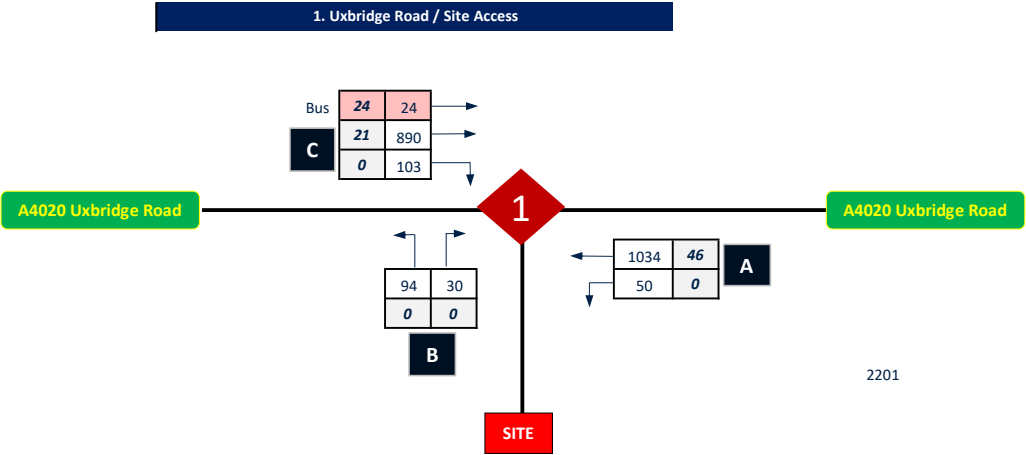 1. Uxbridge Road / Site Access
Bus 24 24
C 21 890
0 103
A4020 Uxbridge Road 1 A4020 Uxbridge Road
1034 46 A
50 0
94 30
0 0
B
2201
SITE